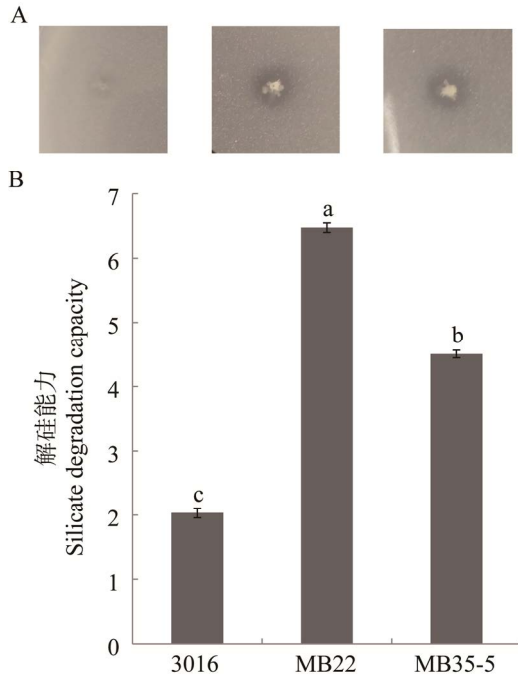 A
B
解硅能力
Silicate degradation capacity
7
6
5
4
3
2
1
0
c
a
b
3016
MB22
MB35-5